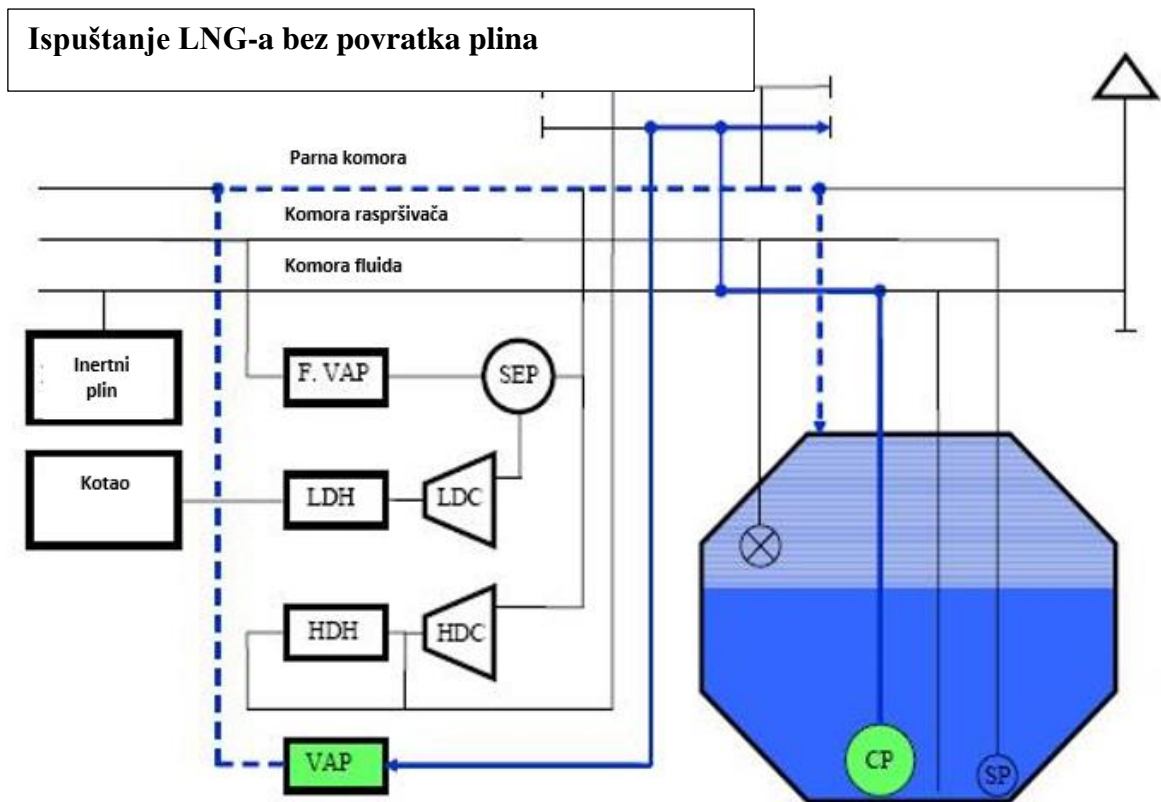 Ispuštanje LNG-a bez povratka plina
Parna komora
Komora raspršivača
Komora fluida
Inertni
plin
F. VAP
SEP
Kotao
LDH
LDC
HDH
HDC
VAP
CP
SP